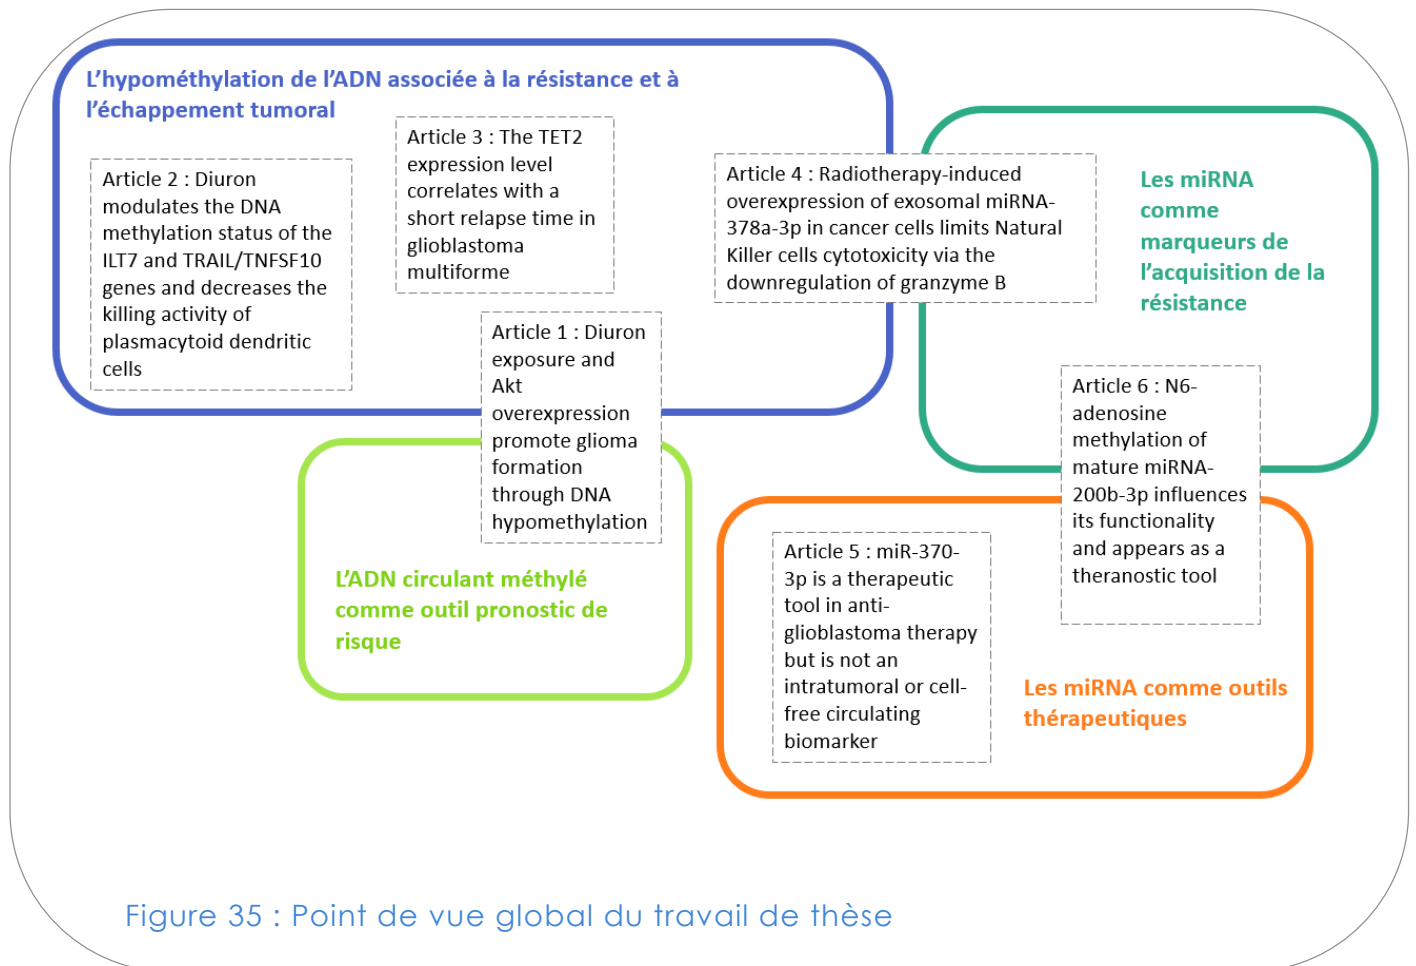 L'hypométhylation de l'ADN associée à la résistance et à
l'échappement tumoral
Article 2 : Diuron
modulates the DNA
methylation status of the
ILT7 and TRAIL/TNFSF10
genes and decreases the
killing activity of
plasmacytoid dendritic
cells
Article 3 : The TET2
expression level
correlates with a
short relapse time in
glioblastoma
multiforme
Article 4 : Radiotherapy-induced
overexpression of exosomal miRNA-
378a-3p in cancer cells limits Natural
Killer cells cytotoxicity via the
downregulation of granzyme B
Les miRNA
comme
marqueurs de
l'acquisition de la
résistance
Article 1 : Diuron
exposure and
Akt
overexpression
promote glioma
formation
through DNA
hypomethylation
L'ADN circulant méthylé
comme outil pronostic de
risque
Article 6 : N6-
adenosine
methylation of
mature miRNA-
200b-3p influences
its functionality
and appears as a
theranostic tool
Article 5 : miR-370-
3p is a therapeutic
tool in anti-
glioblastoma therapy
but is not an
intratumoral or cell-
free circulating
biomarker
Les miRNA comme outils
thérapeutiques
Figure 35 : Point de vue global du travail de thèse